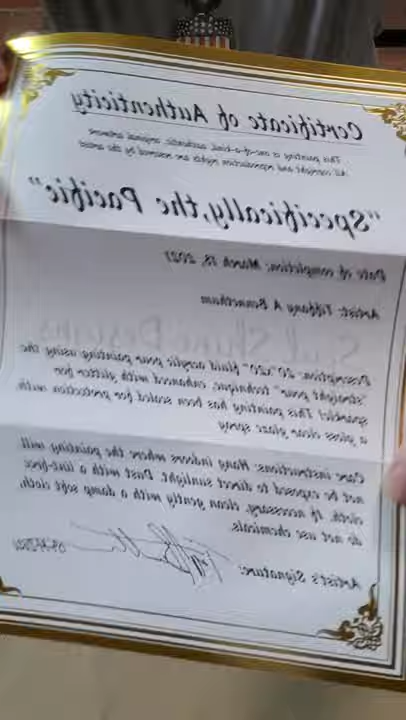 Certificate of Authenticity
This painting is one-of-a-kind, authentic original artwork
All copyright and reproduction rights are reserved by the artist
"Specifically, the Pacific"
Date of completion: March 18, 2021
Artist: Tiffany A
Description: 20"x20" fluid acrylic pour painting using the
"straight pour" technique, enhanced with glitter for
sparkle! This painting has been sealed for protection with
a gloss clear glaze spray
Care instructions: Hang indoors where the painting will
not be exposed to direct sunlight. Dust with a lint-free
cloth. If necessary, clean gently with a damp soft cloth,
do not use chemicals.
Artist's Signature: